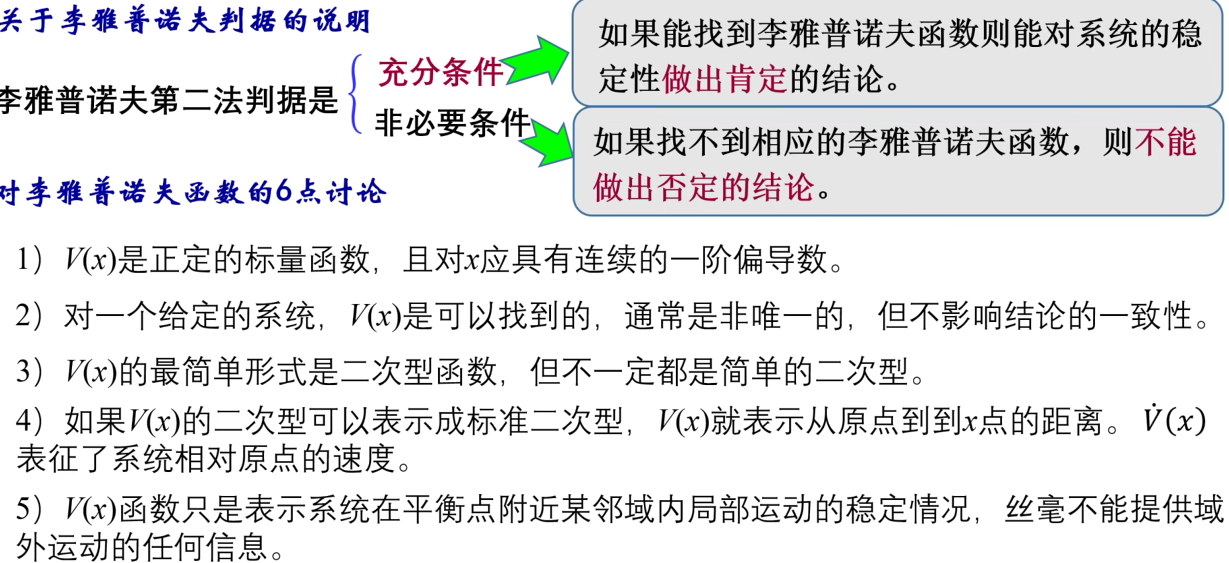 关于李雅普诺夫判据的说明
李雅普诺夫第二法判据是
充分条件
非必要条件
如果能找到李雅普诺夫函数则能对系统的稳
定性做出肯定的结论。
如果找不到相应的李雅普诺夫函数，则不能
做出否定的结论。
对李雅普诺夫函数的6点讨论
1）V(x)是正定的标量函数，且对x应具有连续的一阶偏导数。
2）对一个给定的系统，V(x)是可以找到的，通常是非唯一的，但不影响结论的一致性。
3）V(x)的最简单形式是二次型函数，但不一定都是简单的二次型。
4）如果V(x)的二次型可以表示成标准二次型，V(x)就表示从原点到到x点的距离。V̇(x)
表征了系统相对原点的速度。
5）V(x)函数只是表示系统在平衡点附近某邻域内局部运动的稳定情况，丝毫不能提供域
外运动的任何信息。